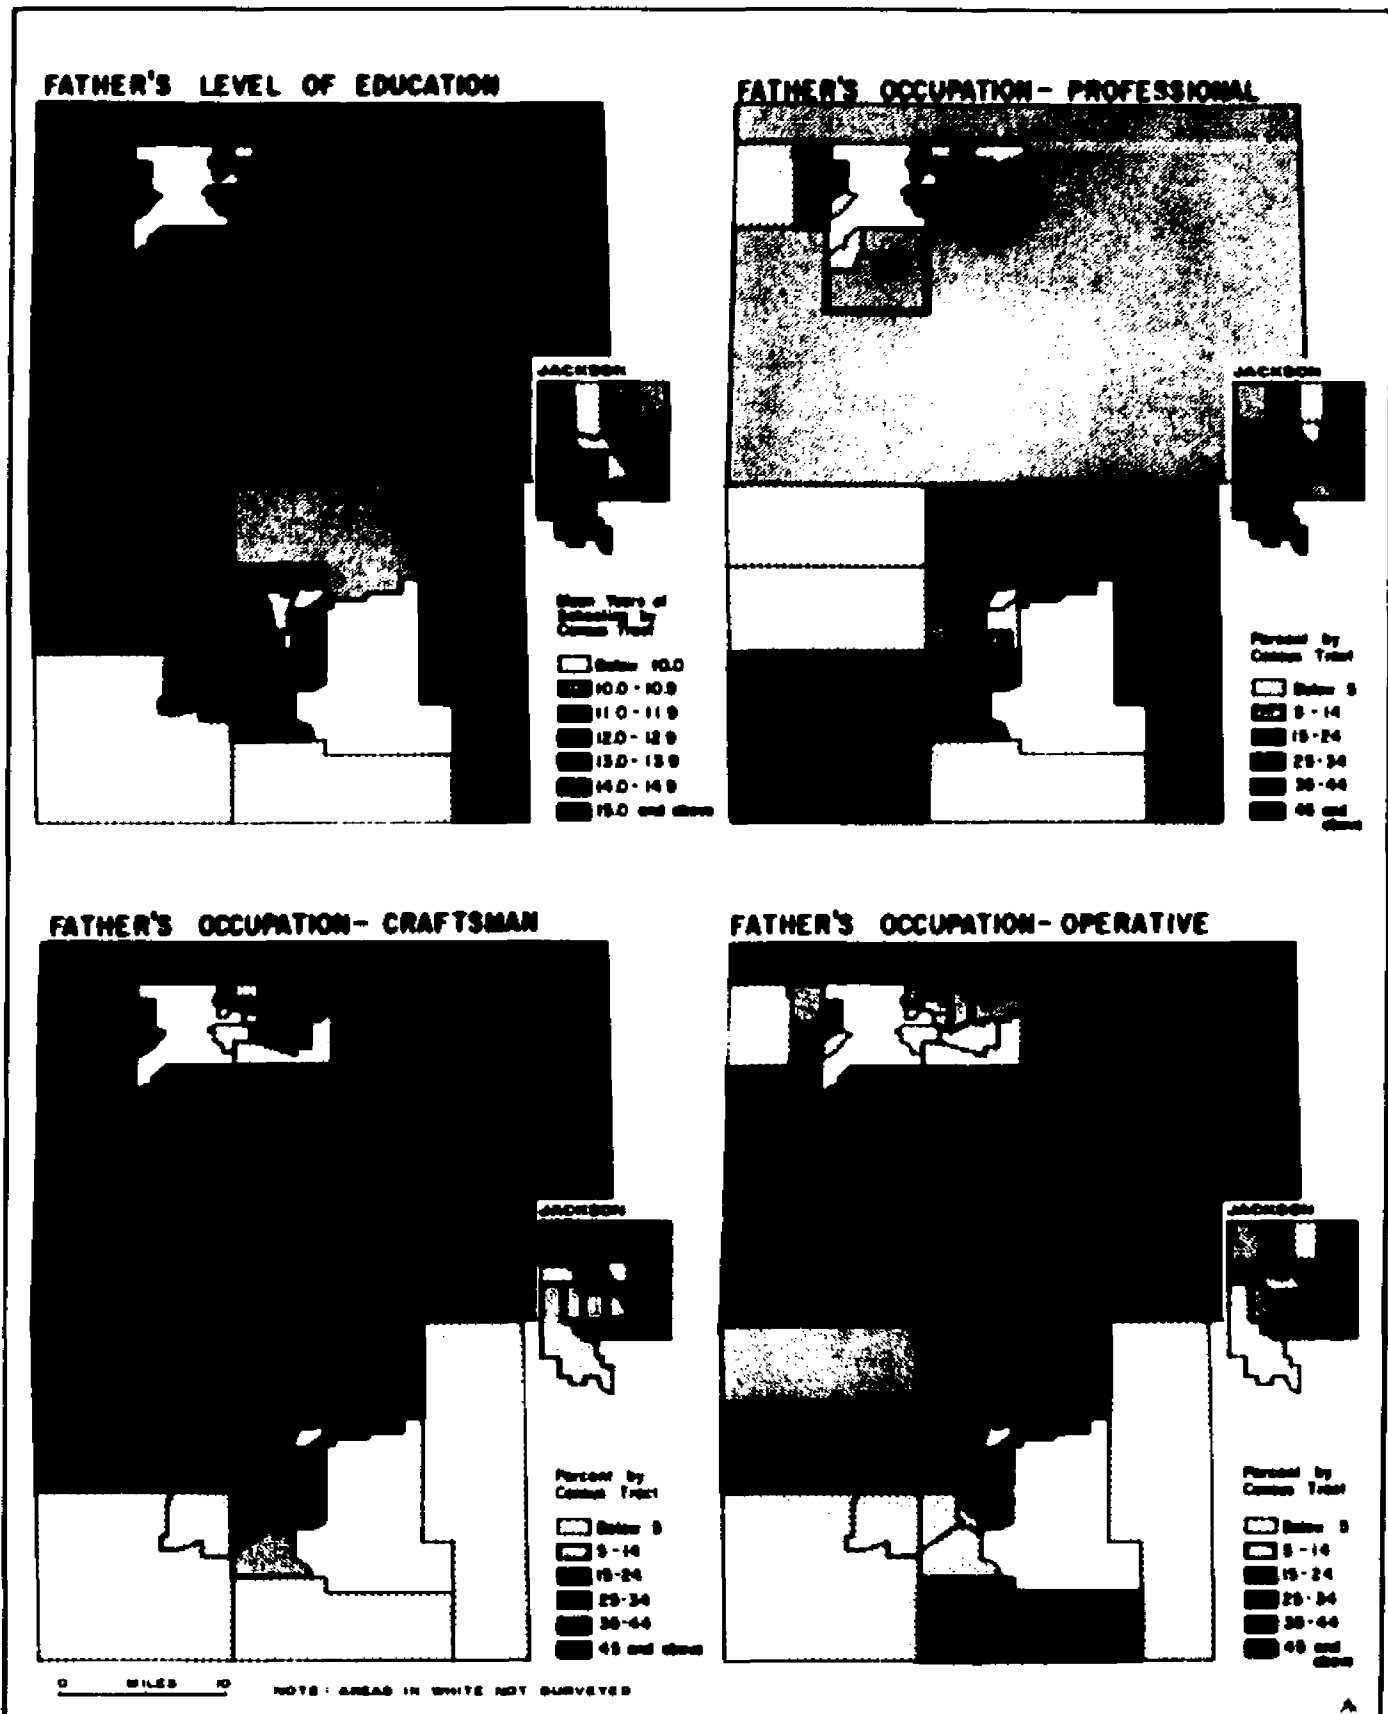 FATHER'S LEVEL OF EDUCATION
JACKSON
Mean Years of
Schooling by
Census Tract
Below 10.0
10.0 - 10.9
11.0 - 11.9
12.0 - 12.9
13.0 - 13.9
14.0 - 14.9
15.0 and above
FATHER'S OCCUPATION - PROFESSIONAL
JACKSON
Percent by
Census Tract
Below 5
5 - 14
15-24
25-34
35-44
45 and
above
FATHER'S OCCUPATION - CRAFTSMAN
JACKSON
Percent by
Census Tract
Below 5
5 - 14
15-24
25-34
35-44
45 and above
0 MILES 10
NOTE: AREAS IN WHITE NOT SURVEYED
FATHER'S OCCUPATION - OPERATIVE
JACKSON
Percent by
Census Tract
Below 5
5 - 14
15-24
25-34
35-44
45 and
above